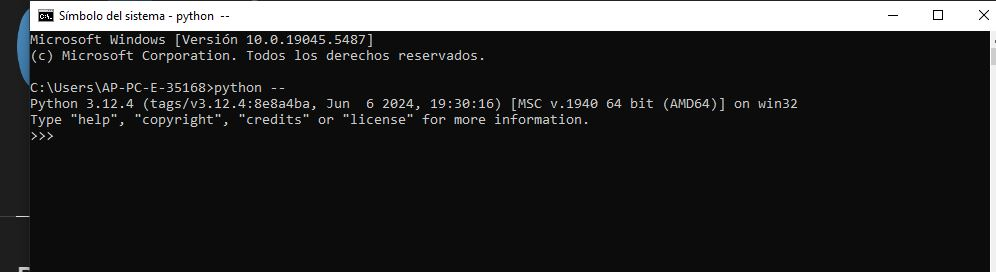 Símbolo del sistema - python  --
Microsoft Windows [Versión 10.0.19045.5487]
(c) Microsoft Corporation. Todos los derechos reservados.
C:\Users\AP-PC-E-35168>python --
Python 3.12.4 (tags/v3.12.4:8e8a4ba, Jun  6 2024, 19:30:16) [MSC v.1940 64 bit (AMD64)] on win32
Type "help", "copyright", "credits" or "license" for more information.
>>>